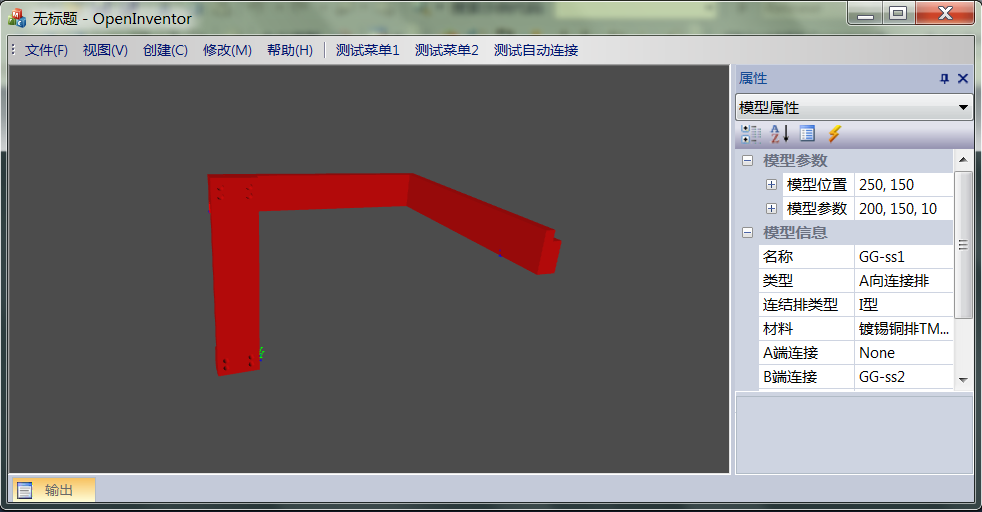 无标题 - OpenInventor
文件(F) 视图(V) 创建(C) 修改(M) 帮助(H) 测试菜单1 测试菜单2 测试自动连接
属性
模型属性
模型参数
模型位置 250, 150
模型参数 200, 150, 10
模型信息
名称 GG-ss1
类型 A向连接排
连结排类型 I型
材料 镀锡铜排TM...
A端连接 None
B端连接 GG-ss2
输出